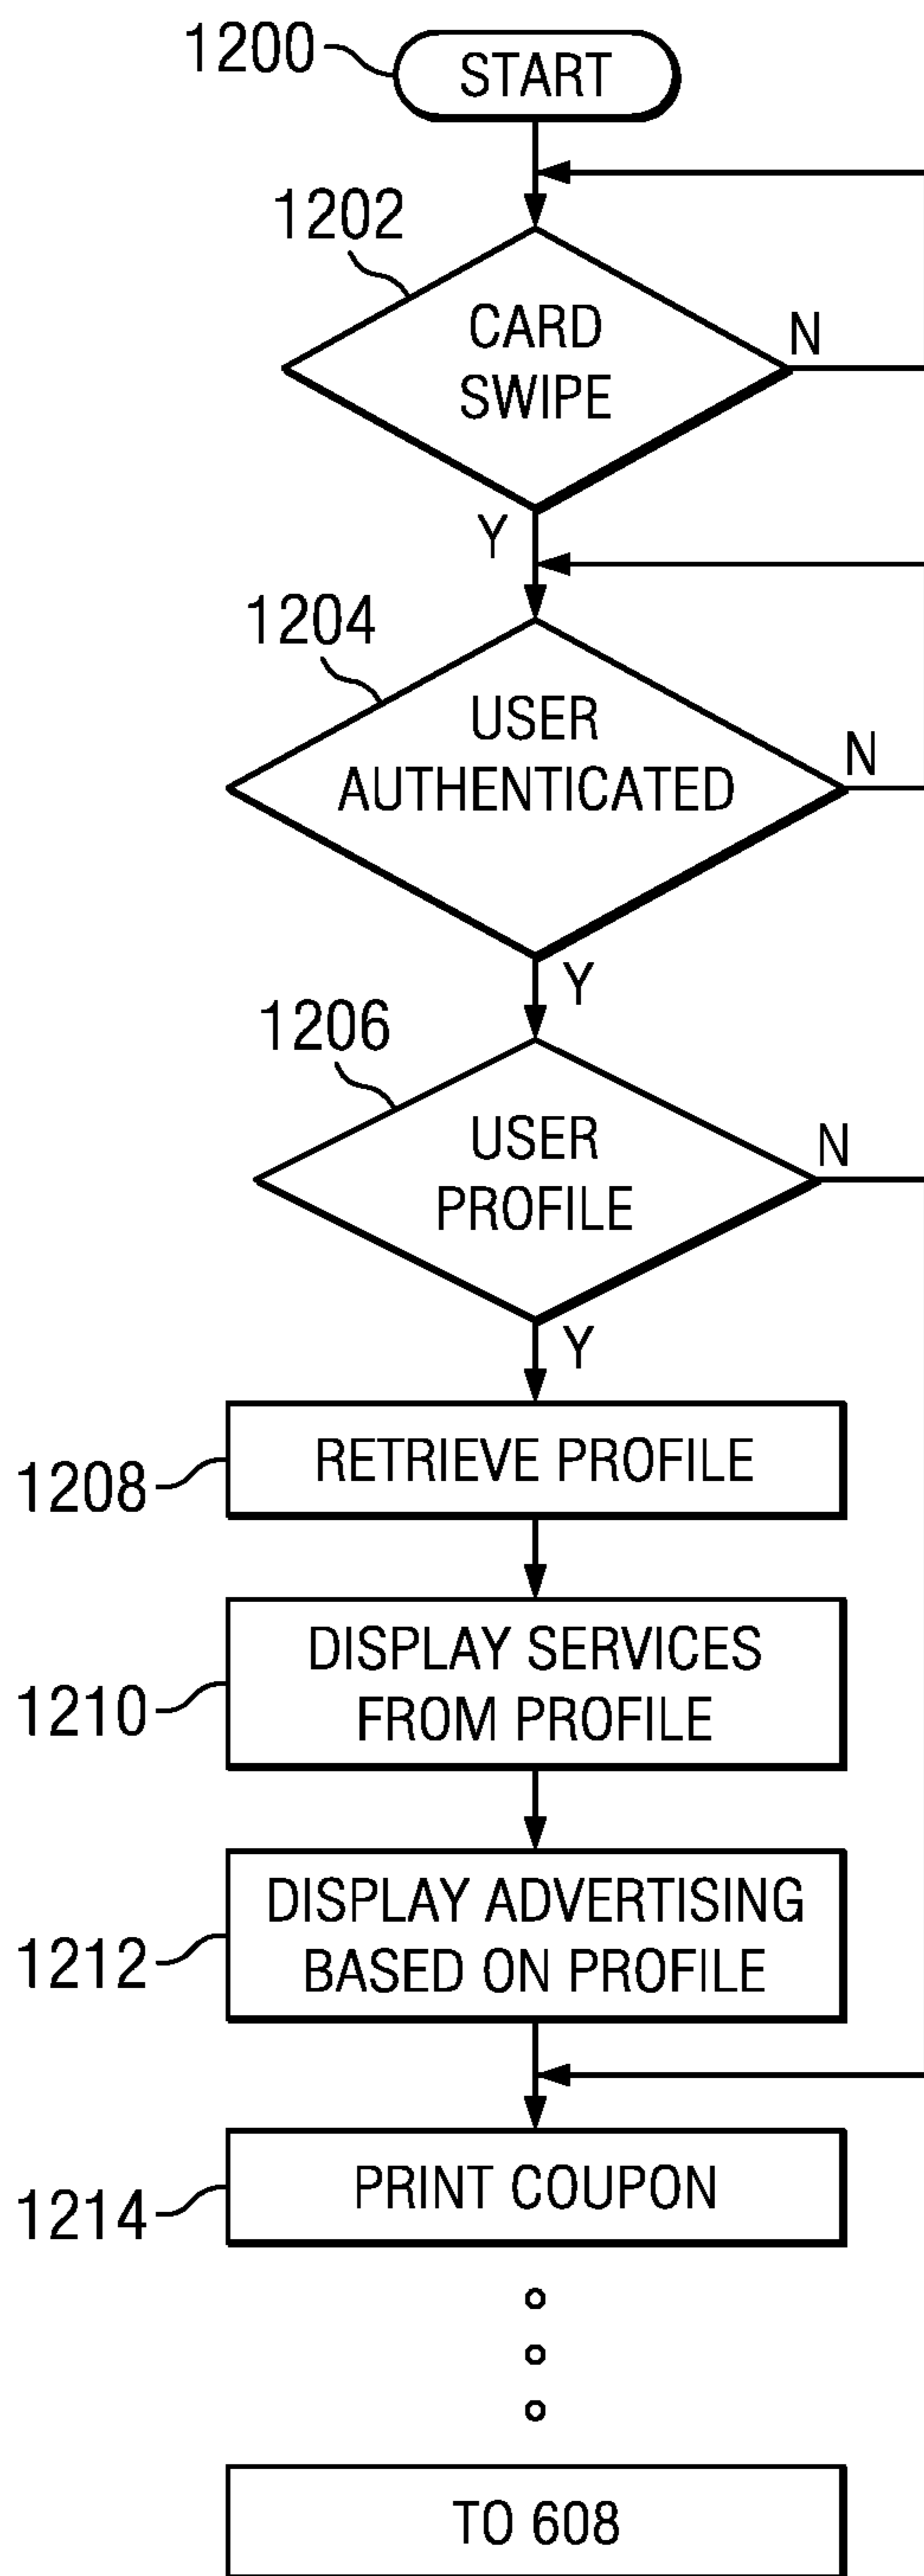 1200
START
1202
CARD
SWIPE
N
Y
1204
USER
AUTHENTICATED
N
Y
1206
USER
PROFILE
N
Y
1208
RETRIEVE PROFILE
1210
DISPLAY SERVICES
FROM PROFILE
1212
DISPLAY ADVERTISING
BASED ON PROFILE
1214
PRINT COUPON
TO 608